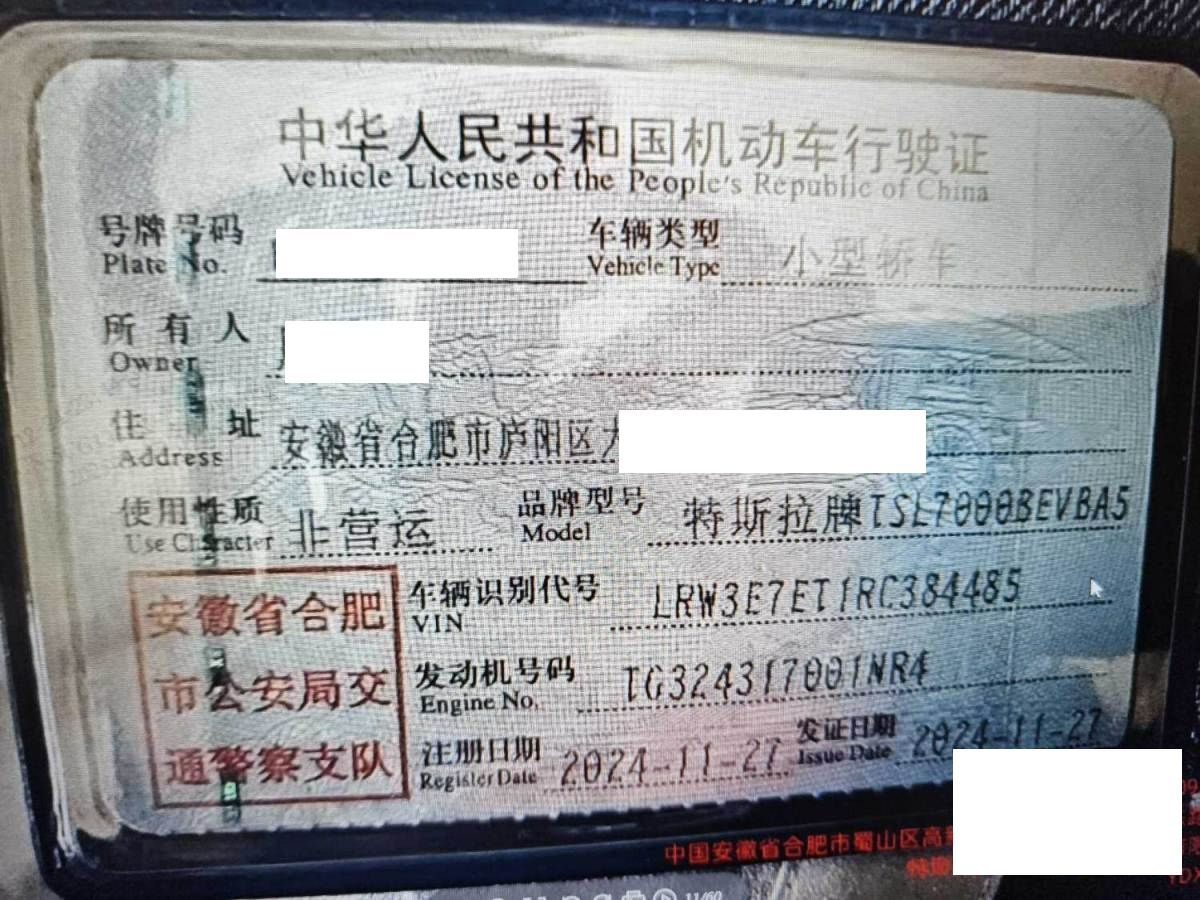 中华人民共和国机动车行驶证
Vehicle License of the People's Republic of China
号牌号码
Plate No.
车辆类型 小型轿车
Vehicle Type
所有人
Owner
住址 安徽省合肥市庐阳区
Address
使用性质 非营运
Use Character
品牌型号 特斯拉牌TSL7000BEVBA5
Model
安徽省合肥
市公安局交
通警察支队
车辆识别代号 LRW3E7ET1RC384485
VIN
发动机号码 TG324317001NR4
Engine No.
注册日期 2024-11-27
Register Date
发证日期 2024-11-27
Issue Date
中国安徽省合肥市蜀山区高新
特斯
11/60